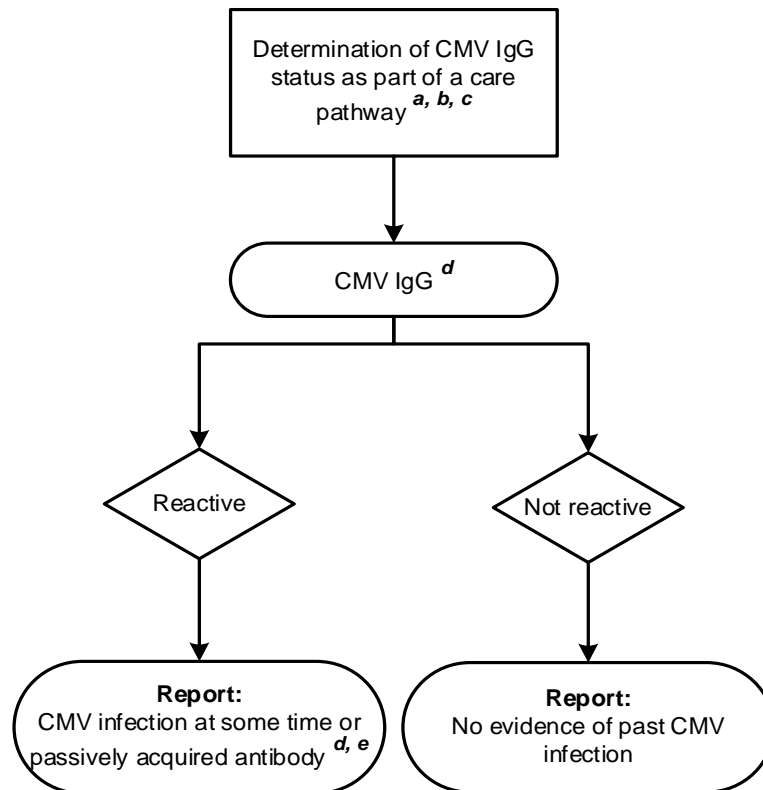 Determination of CMV IgG
status as part of a care
pathway a, b, c
CMV IgG d
Reactive
Not reactive
Report:
CMV infection at some time or
passively acquired antibody d, e
Report:
No evidence of past CMV
infection